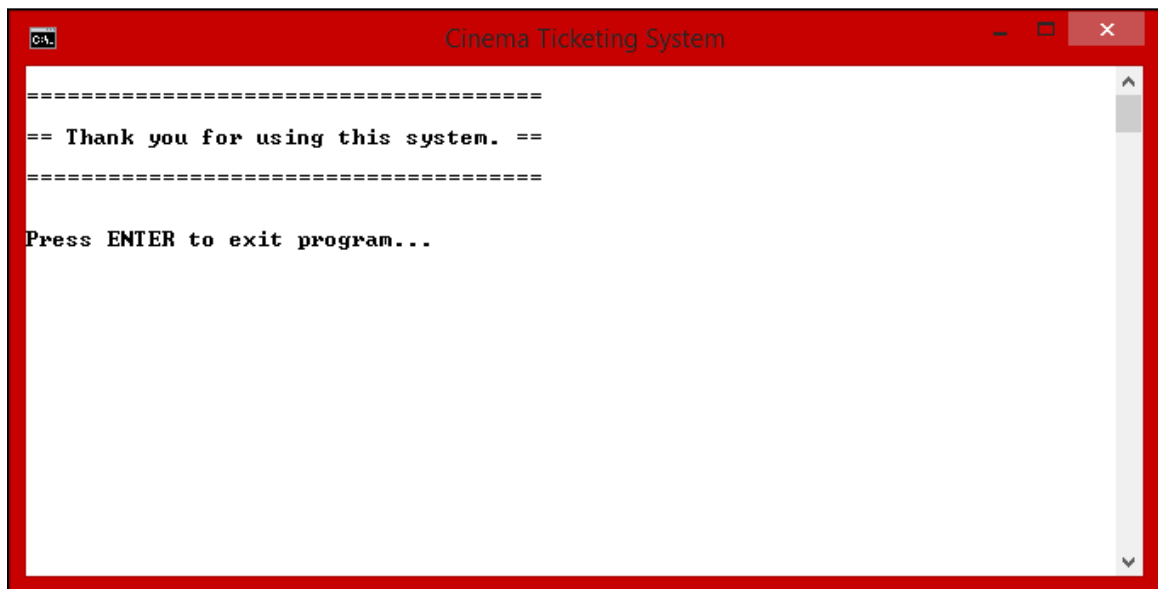 C:\.
Cinema Ticketing System
======================================
== Thank you for using this system. ==
======================================
Press ENTER to exit program...